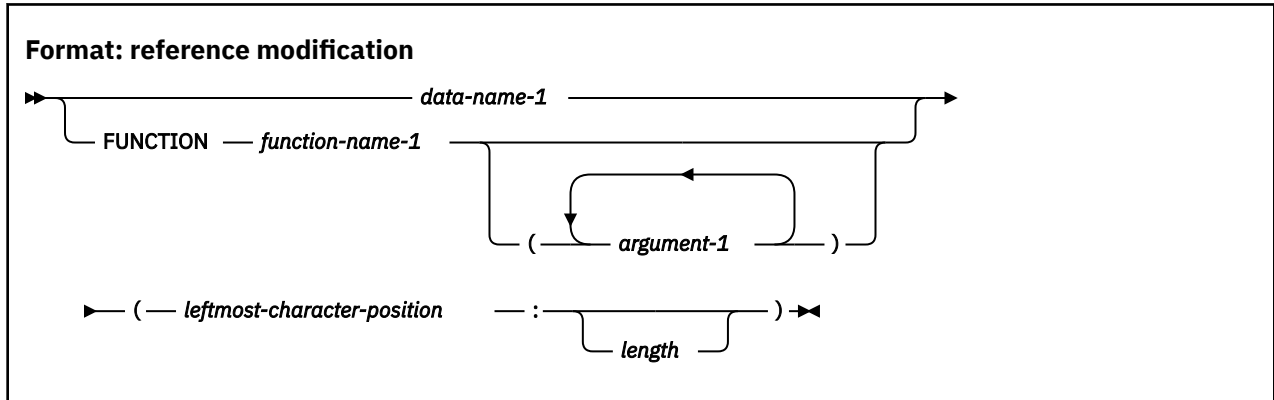 Format: reference modification
data-name-1
FUNCTION function-name-1
( argument-1 )
( leftmost-character-position : )
length